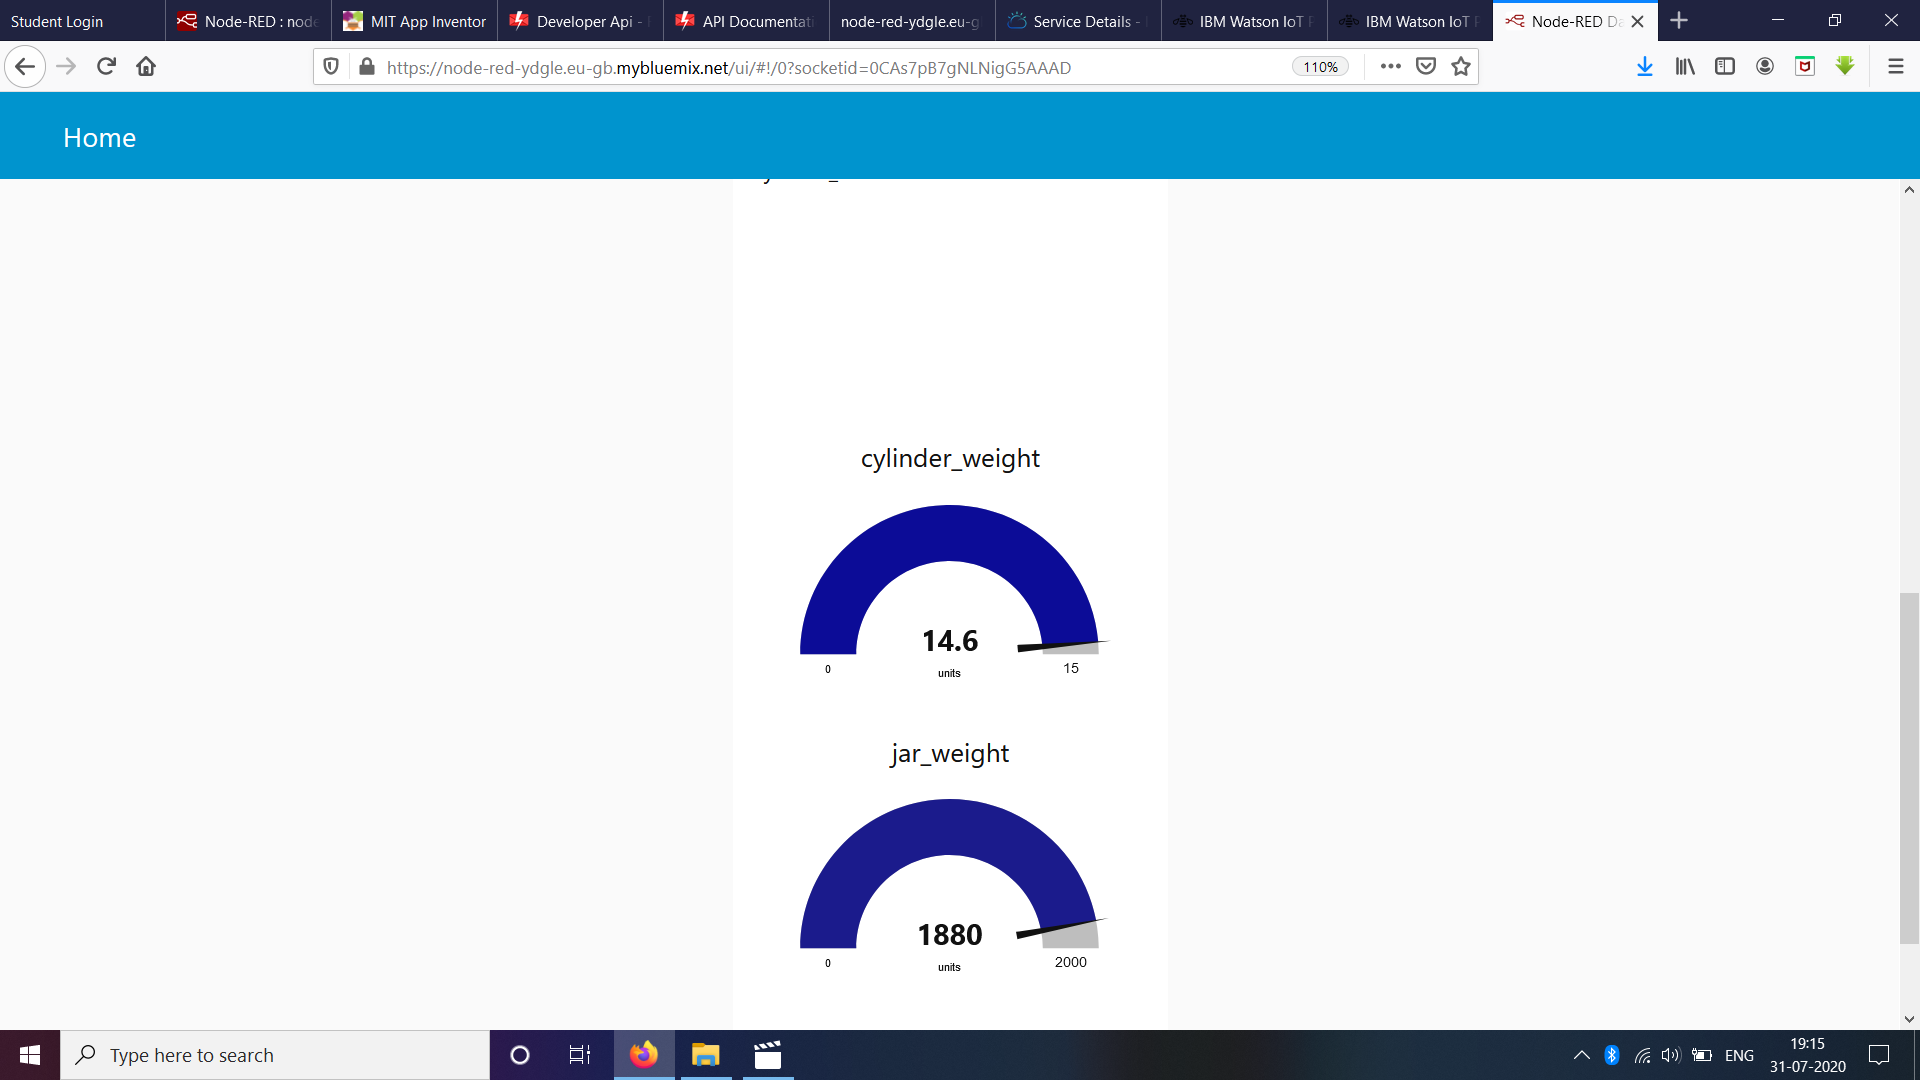 Student Login
Node-RED : node
MIT App Inventor
Developer Api -
API Documentati
node-red-ydgle.eu-g
Service Details -
IBM Watson IoT P
IBM Watson IoT P
Node-RED Da
https://node-red-ydgle.eu-gb.mybluemix.net/ui/#!/0?socketid=0CAs7pB7gNLNigG5AAAD
110%
Home
cylinder_weight
14.6
units
0
15
jar_weight
1880
units
0
2000
Type here to search
ENG
19:15
31-07-2020